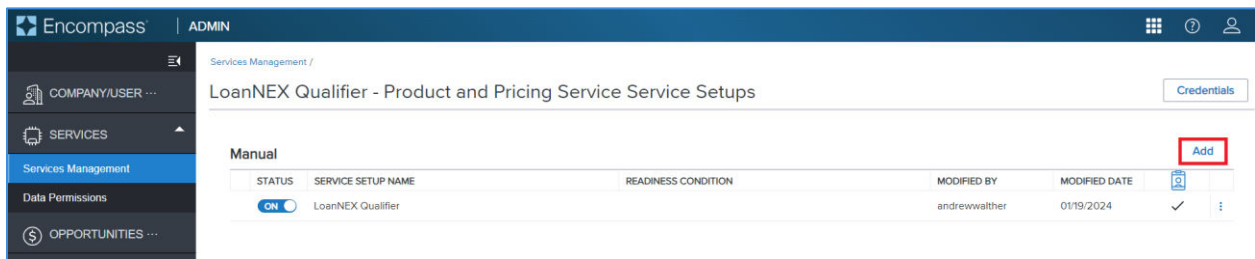 Encompass | ADMIN
Services Management /
COMPANY/USER ...
LoanNEX Qualifier - Product and Pricing Service Service Setups
Credentials
SERVICES
Manual
Add
Services Management
STATUS SERVICE SETUP NAME READINESS CONDITION MODIFIED BY MODIFIED DATE
Data Permissions
ON LoanNEX Qualifier andrewwalther 01/19/2024
OPPORTUNITIES ...